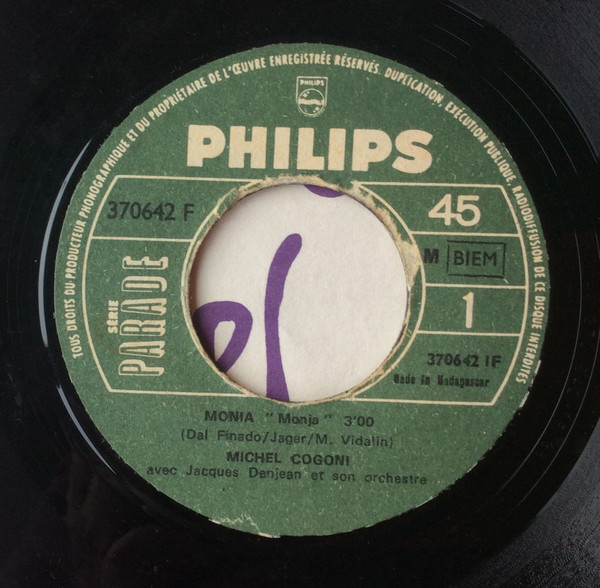 TOUS DROITS DU PRODUCTEUR PHONOGRAPHIQUE ET DU PROPRIÉTAIRE DE L'ŒUVRE ENREGISTRÉE RÉSERVÉS. DUPLICATION, EXÉCUTION PUBLIQUE, RADIODIFFUSION DE CE DISQUE INTERDITES
PHILIPS
PHILIPS
370642 F
45
M BIEM
SÉRIE
PARADE
1
370642 1F
Made in Madagascar
MONIA "Monja" 3'00
(Dal Finado/Jager/M. Vidalin)
MICHEL COGONI
avec Jacques Danjean et son orchestre